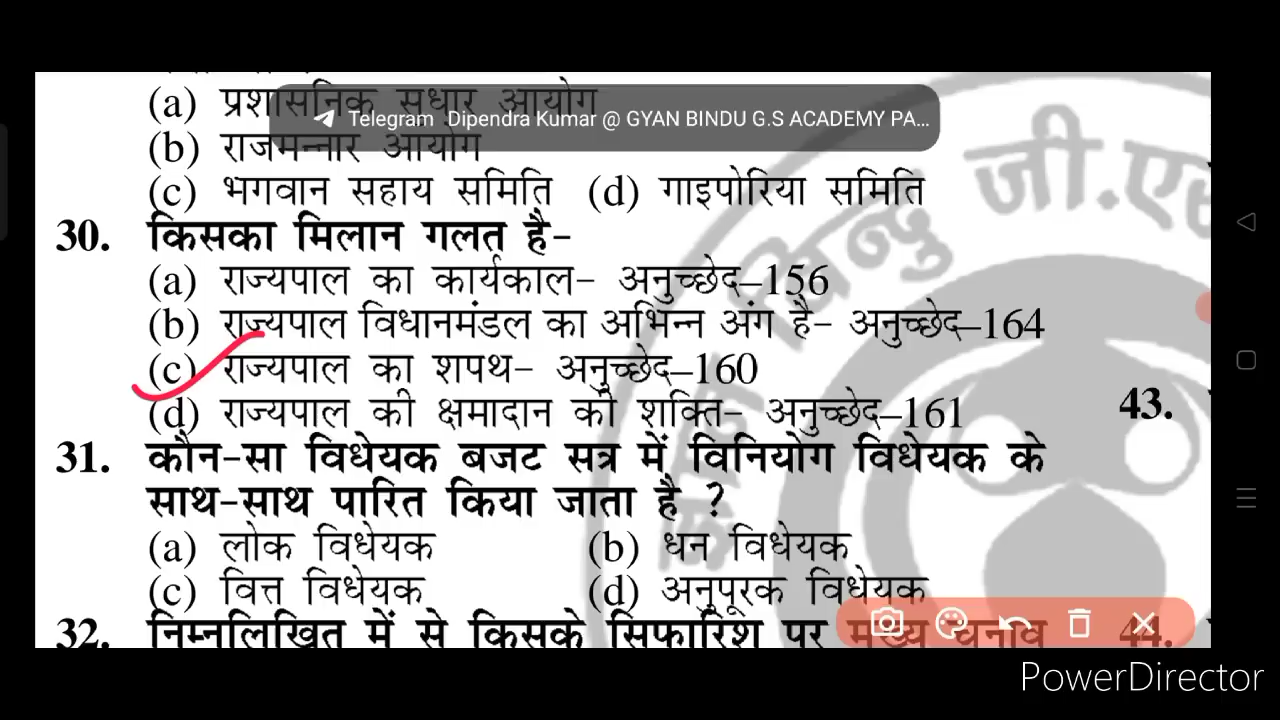 (a) प्रशासनिक सुधार आयोग
Telegram Dipendra Kumar @ GYAN BINDU G.S ACADEMY PA...
(b) राजमन्नार आयोग
(c) भगवान सहाय समिति (d) गाडपोरिया समिति
30. किसका मिलान गलत है-
(a) राज्यपाल का कार्यकाल- अनुच्छेद–156
(b) राज्यपाल विधानमंडल का अभिन्न अंग है- अनुच्छेद–164
(c) राज्यपाल का शपथ- अनुच्छेद–160
(d) राज्यपाल की क्षमादान की शक्ति- अनुच्छेद–161
43.
31. कौन-सा विधेयक बजट सत्र में विनियोग विधेयक के
साथ-साथ पारित किया जाता है ?
(a) लोक विधेयक (b) धन विधेयक
(c) वित्त विधेयक (d) अनुपूरक विधेयक
32. निम्नलिखित में से किसके सिफारिश पर मुख्य चुनाव
44.
जी.एस
बिन्दु
PowerDirector